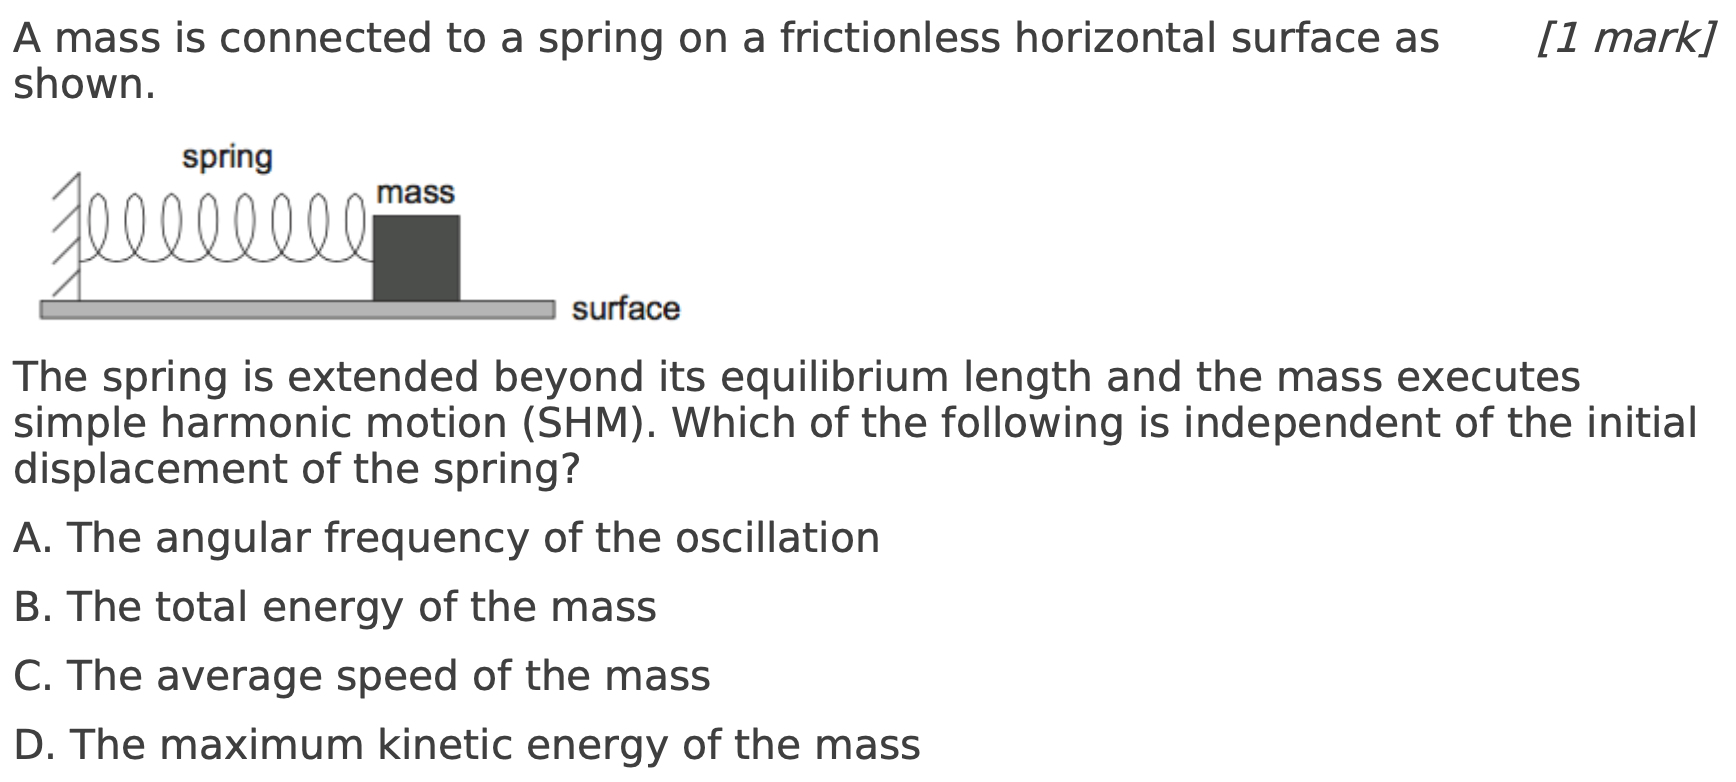 A mass is connected to a spring on a frictionless horizontal surface as [1 mark]
shown.
spring
mass
surface
The spring is extended beyond its equilibrium length and the mass executes
simple harmonic motion (SHM). Which of the following is independent of the initial
displacement of the spring?
A. The angular frequency of the oscillation
B. The total energy of the mass
C. The average speed of the mass
D. The maximum kinetic energy of the mass